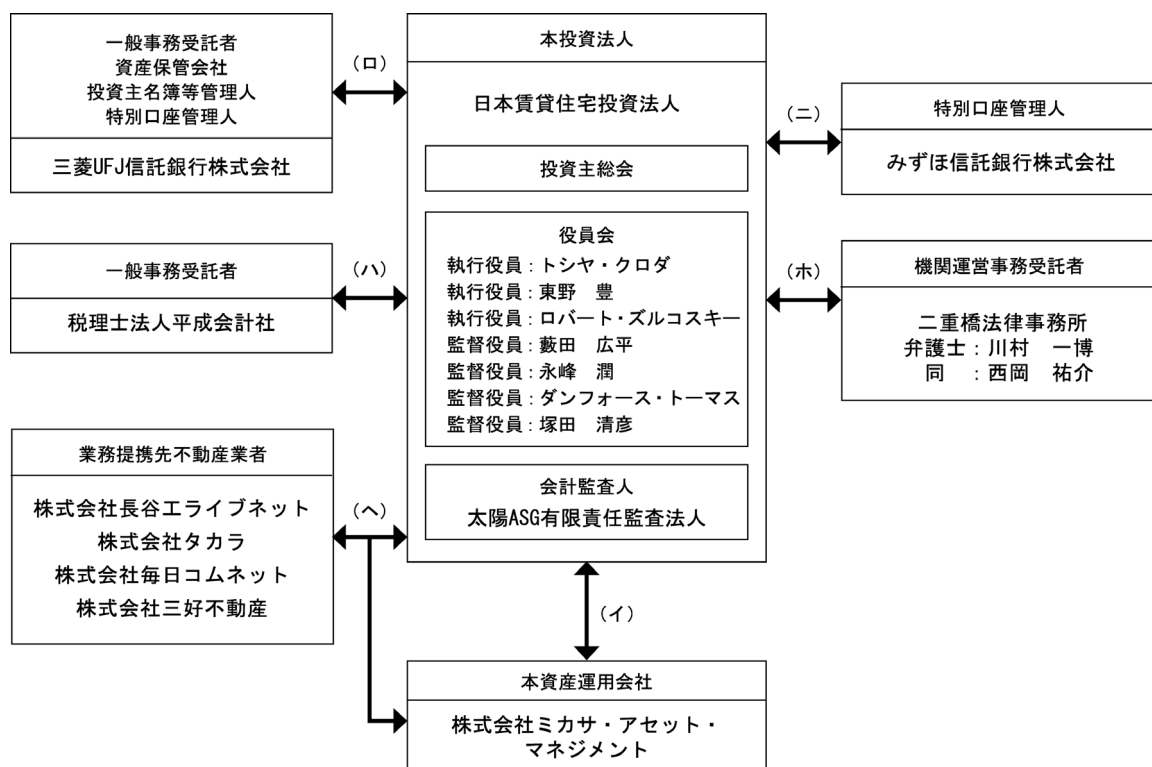 一般事務受託者
資産保管会社
投資主名簿等管理人
特別口座管理人
三菱UFJ信託銀行株式会社
(ロ)
一般事務受託者
税理士法人平成会計社
(ハ)
業務提携先不動産業者
株式会社長谷工ライブネット
株式会社タカラ
株式会社毎日コムネット
株式会社三好不動産
(ヘ)
本投資法人
日本賃貸住宅投資法人
投資主総会
役員会
執行役員：トシヤ・クロダ
執行役員：東野　豊
執行役員：ロバート・ズルコスキー
監督役員：藪田　広平
監督役員：永峰　潤
監督役員：ダンフォース・トーマス
監督役員：塚田　清彦
会計監査人
太陽ASG有限責任監査法人
(イ)
本資産運用会社
株式会社ミカサ・アセット・
マネジメント
(ニ)
特別口座管理人
みずほ信託銀行株式会社
(ホ)
機関運営事務受託者
二重橋法律事務所
弁護士：川村　一博
同　：西岡　祐介